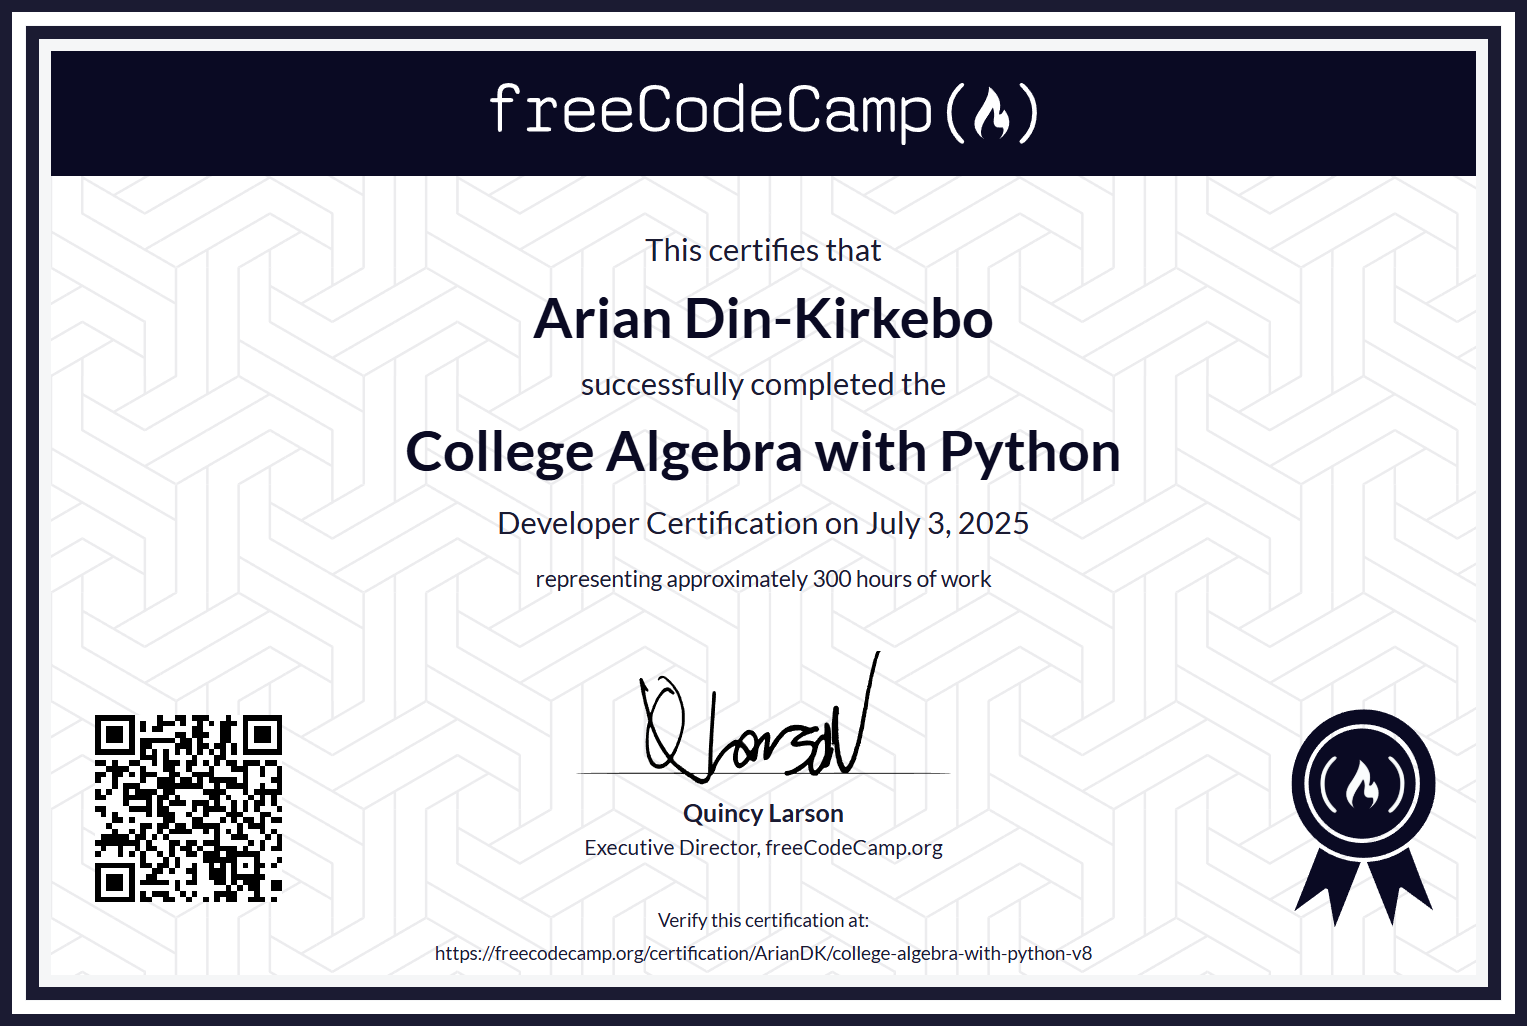 freeCodeCamp
This certifies that
Arian Din-Kirkebo
successfully completed the
College Algebra with Python
Developer Certification on July 3, 2025
representing approximately 300 hours of work
Q Larson
Quincy Larson
Executive Director, freeCodeCamp.org
Verify this certification at:
https://freecodecamp.org/certification/ArianDK/college-algebra-with-python-v8